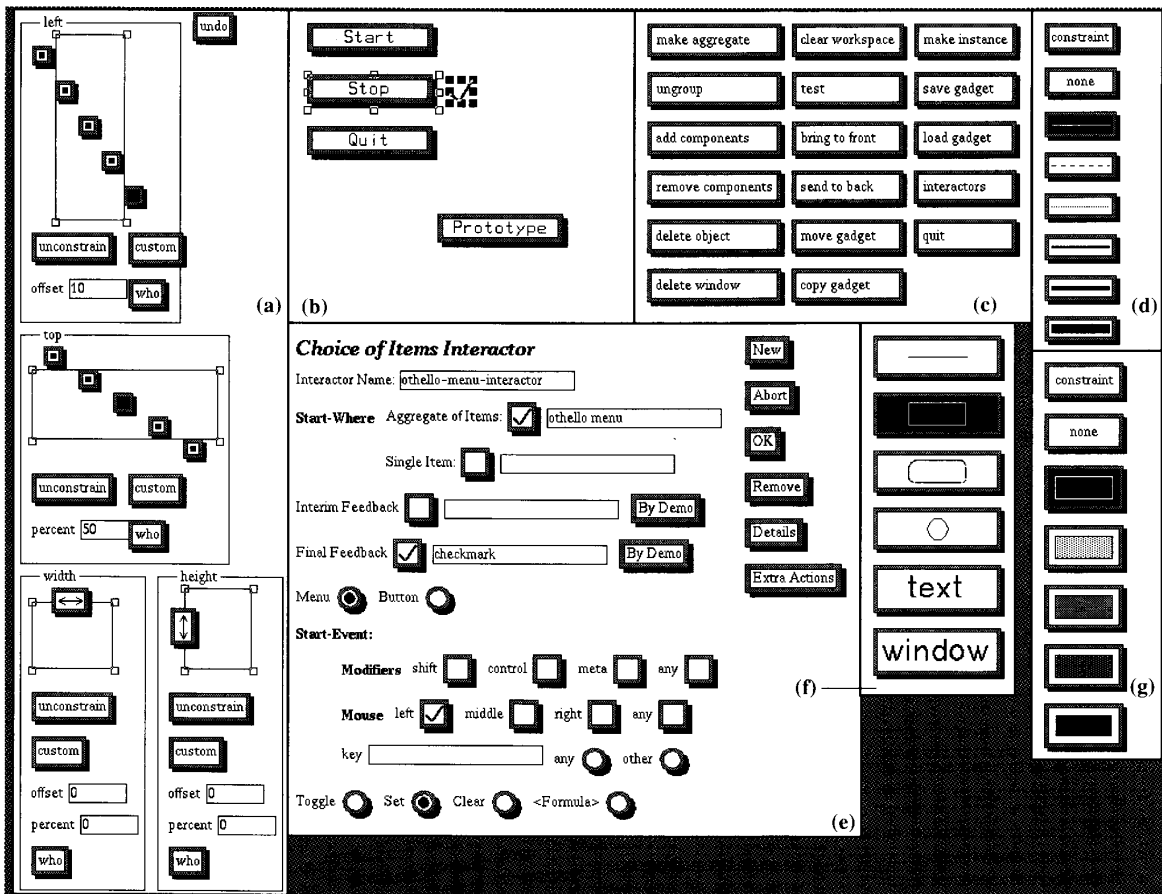 left
undo
unconstrain custom
offset 10 who
(a)
top
unconstrain custom
percent 50 who
width height
unconstrain unconstrain
custom custom
offset 0 offset 0
percent 0 percent 0
who who
Start
Stop
Quit
Prototype
(b)
make aggregate clear workspace make instance
ungroup test save gadget
add components bring to front load gadget
remove components send to back interactors
delete object move gadget quit
delete window copy gadget
(c)
constraint
none
(d)
Choice of Items Interactor
Interactor Name: othello-menu-interactor
Start-Where Aggregate of Items: othello menu
Single Item:
Interim Feedback By Demo
Final Feedback checkmark By Demo
Menu Button
Start-Event:
Modifiers shift control meta any
Mouse left middle right any
key any other
Toggle Set Clear <Formula>
New
Abort
OK
Remove
Details
Extra Actions
(e)
text
window
(f)
constraint
none
(g)